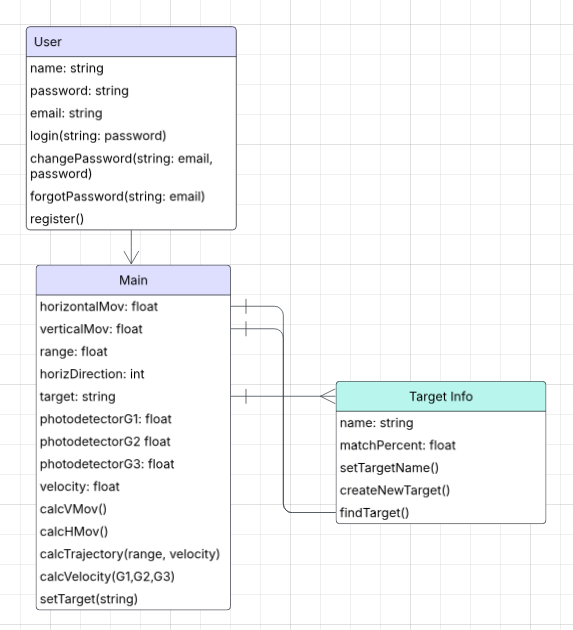 User
name: string
password: string
email: string
login(string: password)
changePassword(string: email,
password)
forgotPassword(string: email)
register()
Main
horizontalMov: float
verticalMov: float
range: float
horizDirection: int
target: string
photodetectorG1: float
photodetectorG2 float
photodetectorG3: float
velocity: float
calcVMov()
calcHMov()
calcTrajectory(range, velocity)
calcVelocity(G1,G2,G3)
setTarget(string)
Target Info
name: string
matchPercent: float
setTargetName()
createNewTarget()
findTarget()